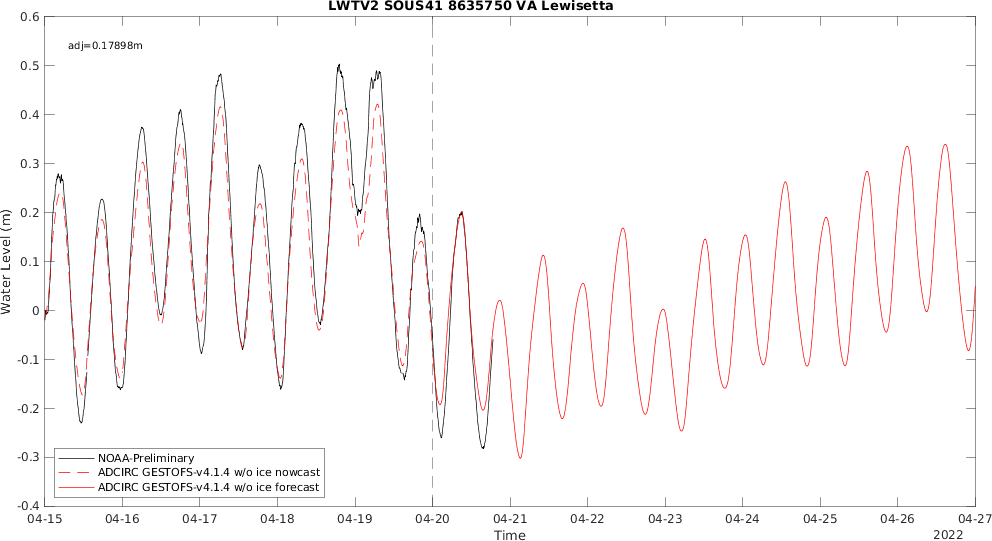 LWTV2 SOUS41 8635750 VA Lewisetta
adj=0.17898m
0.6
0.5
0.4
0.3
0.2
0.1
0
-0.1
-0.2
-0.3
-0.4
Water Level (m)
NOAA-Preliminary
ADCIRC GESTOFS-v4.1.4 w/o ice nowcast
ADCIRC GESTOFS-v4.1.4 w/o ice forecast
04-15 04-16 04-17 04-18 04-19 04-20 04-21 04-22 04-23 04-24 04-25 04-26 04-27
Time
2022